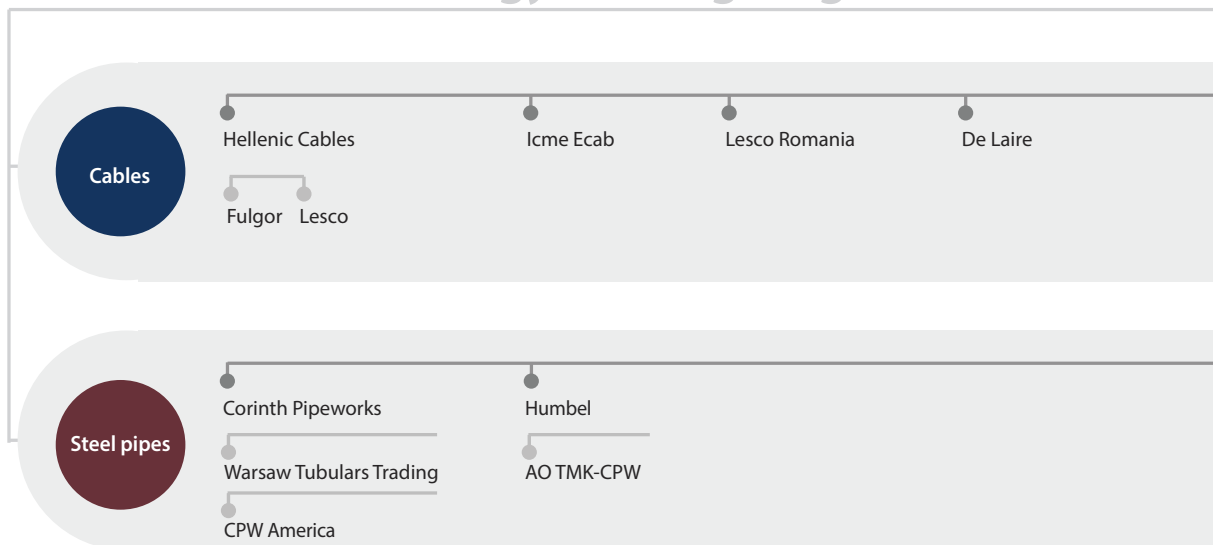 Hellenic Cables Icme Ecab Lesco Romania De Laire
Cables
Fulgor Lesco
Corinth Pipeworks Humbel
Steel pipes
Warsaw Tubulars Trading AO TMK-CPW
CPW America